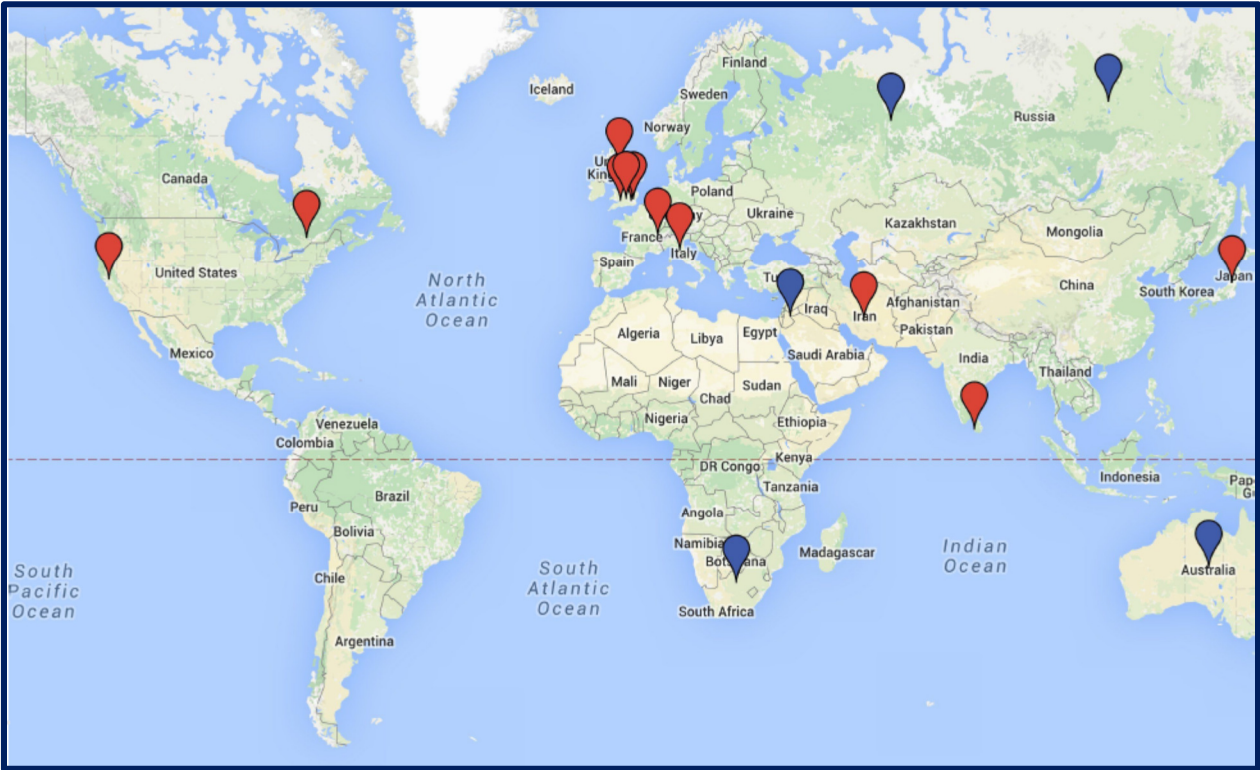 Finland
Iceland
Sweden
Russia
Norway
Canada
Poland
Ukraine
Kazakhstan
Mongolia
France
Italy
Spain
United States
North
Atlantic
Ocean
China
Japan
South Korea
Iraq
Iran
Afghanistan
Pakistan
Algeria
Libya
Egypt
Saudi Arabia
Mexico
India
Thailand
Mali
Niger
Chad
Sudan
Nigeria
Ethiopia
Venezuela
Colombia
DR Congo
Kenya
Tanzania
Indonesia
Brazil
Peru
Angola
Bolivia
Namibia
Madagascar
Indian
Ocean
South
Pacific
Ocean
South
Atlantic
Ocean
Chile
Australia
South Africa
Argentina